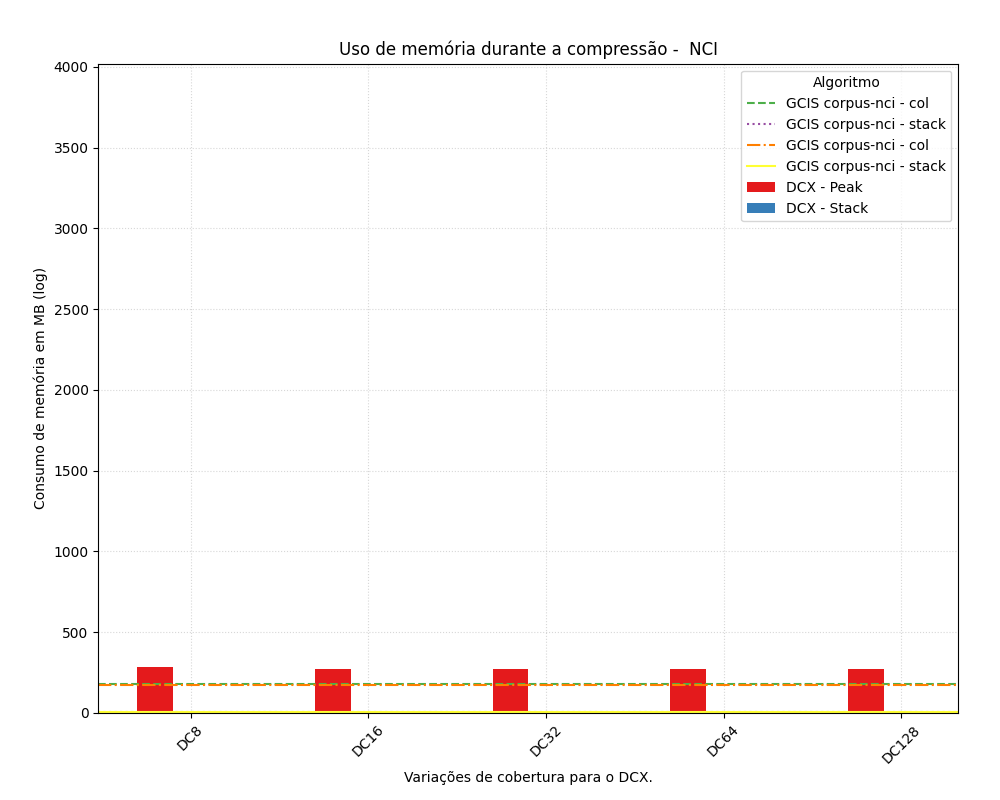 Uso de memória durante a compressão -  NCI
Consumo de memória em MB (log)
4000
3500
3000
2500
2000
1500
1000
500
0
Algoritmo
GCIS corpus-nci - col
GCIS corpus-nci - stack
GCIS corpus-nci - col
GCIS corpus-nci - stack
DCX - Peak
DCX - Stack
DC8
DC16
DC32
DC64
DC128
Variações de cobertura para o DCX.